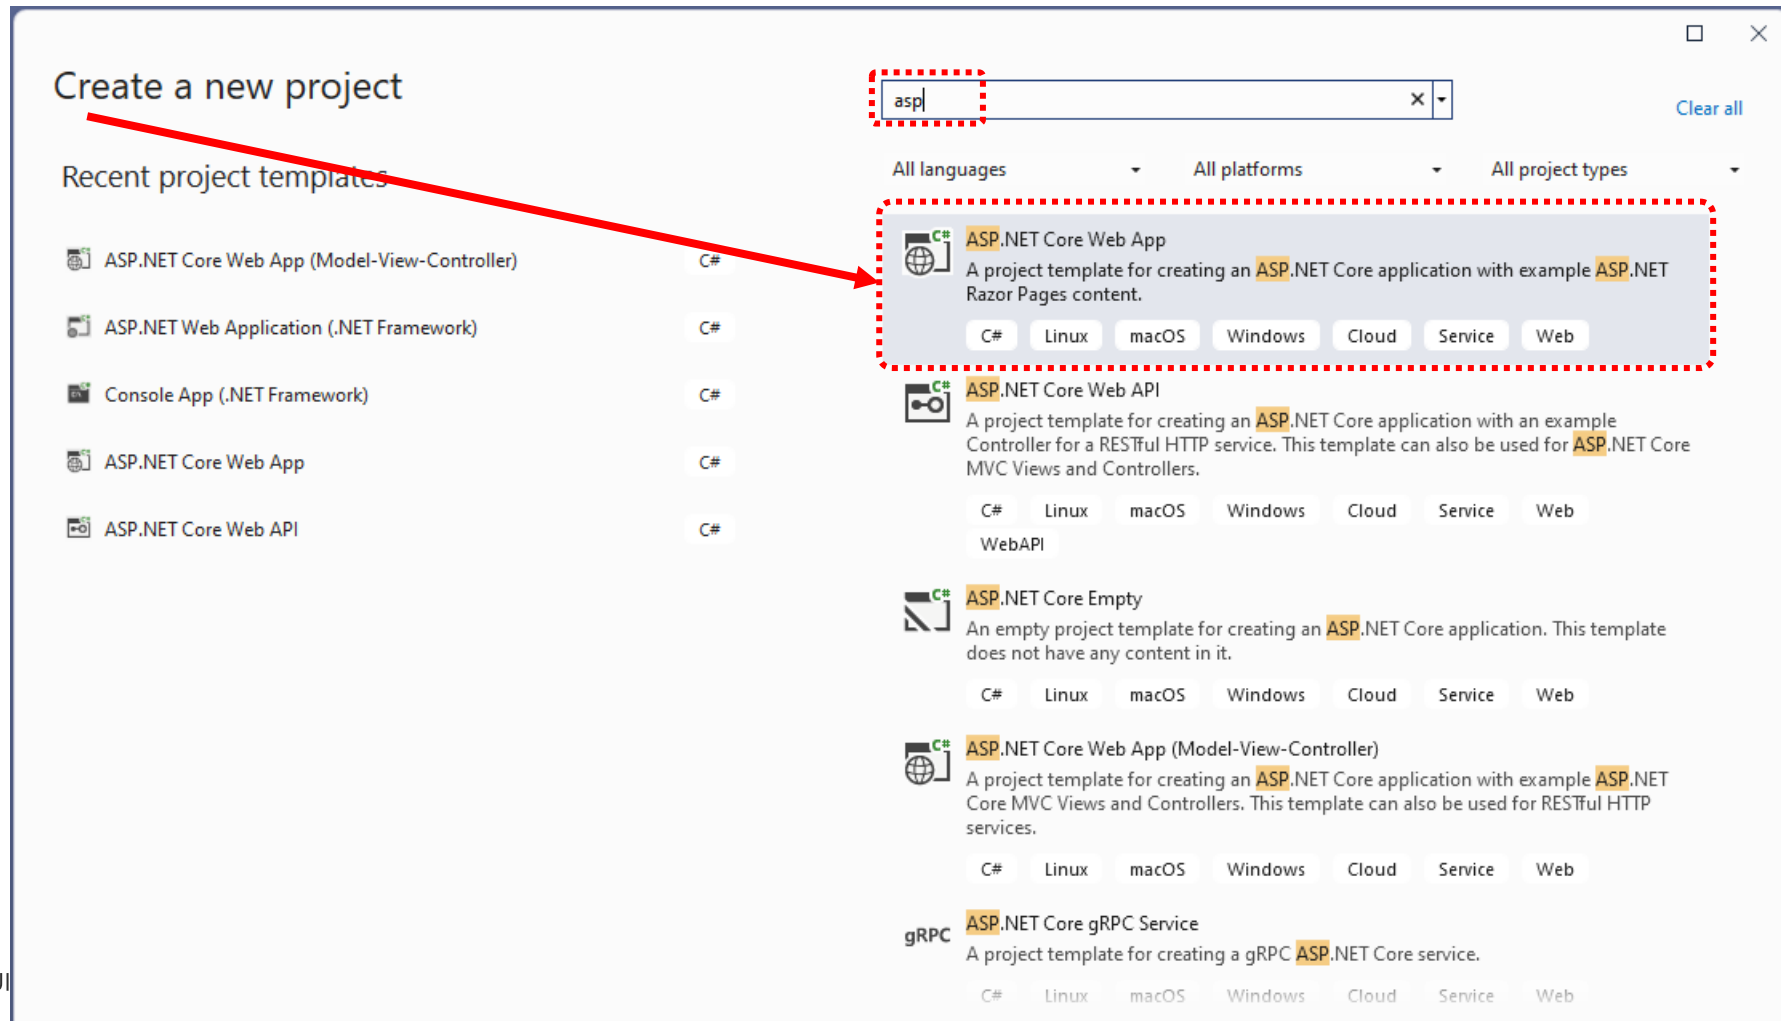 Create a new project
asp
Clear all
Recent project templates
All languages
All platforms
All project types
ASP.NET Core Web App (Model-View-Controller)
C#
ASP.NET Web Application (.NET Framework)
C#
Console App (.NET Framework)
C#
ASP.NET Core Web App
C#
ASP.NET Core Web API
C#
C#
ASP.NET Core Web App
A project template for creating an ASP.NET Core application with example ASP.NET
Razor Pages content.
C# Linux macOS Windows Cloud Service Web
C#
ASP.NET Core Web API
A project template for creating an ASP.NET Core application with an example
Controller for a RESTful HTTP service. This template can also be used for ASP.NET Core
MVC Views and Controllers.
C# Linux macOS Windows Cloud Service Web
WebAPI
C#
ASP.NET Core Empty
An empty project template for creating an ASP.NET Core application. This template
does not have any content in it.
C# Linux macOS Windows Cloud Service Web
C#
ASP.NET Core Web App (Model-View-Controller)
A project template for creating an ASP.NET Core application with example ASP.NET
Core MVC Views and Controllers. This template can also be used for RESTful HTTP
services.
C# Linux macOS Windows Cloud Service Web
gRPC
ASP.NET Core gRPC Service
A project template for creating a gRPC ASP.NET Core service.
C# Linux macOS Windows Cloud Service Web